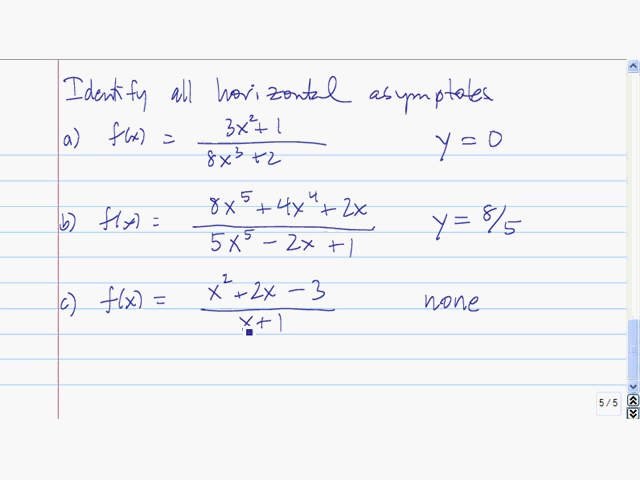 Identify all horizontal asymptotes
a) f(x) = (3x²+1)/(8x³+2) y = 0
b) f(x) = (8x⁵+4x⁴+2x)/(5x⁵−2x+1) y = 8/5
c) f(x) = (x²+2x−3)/(x+1) none
5/5